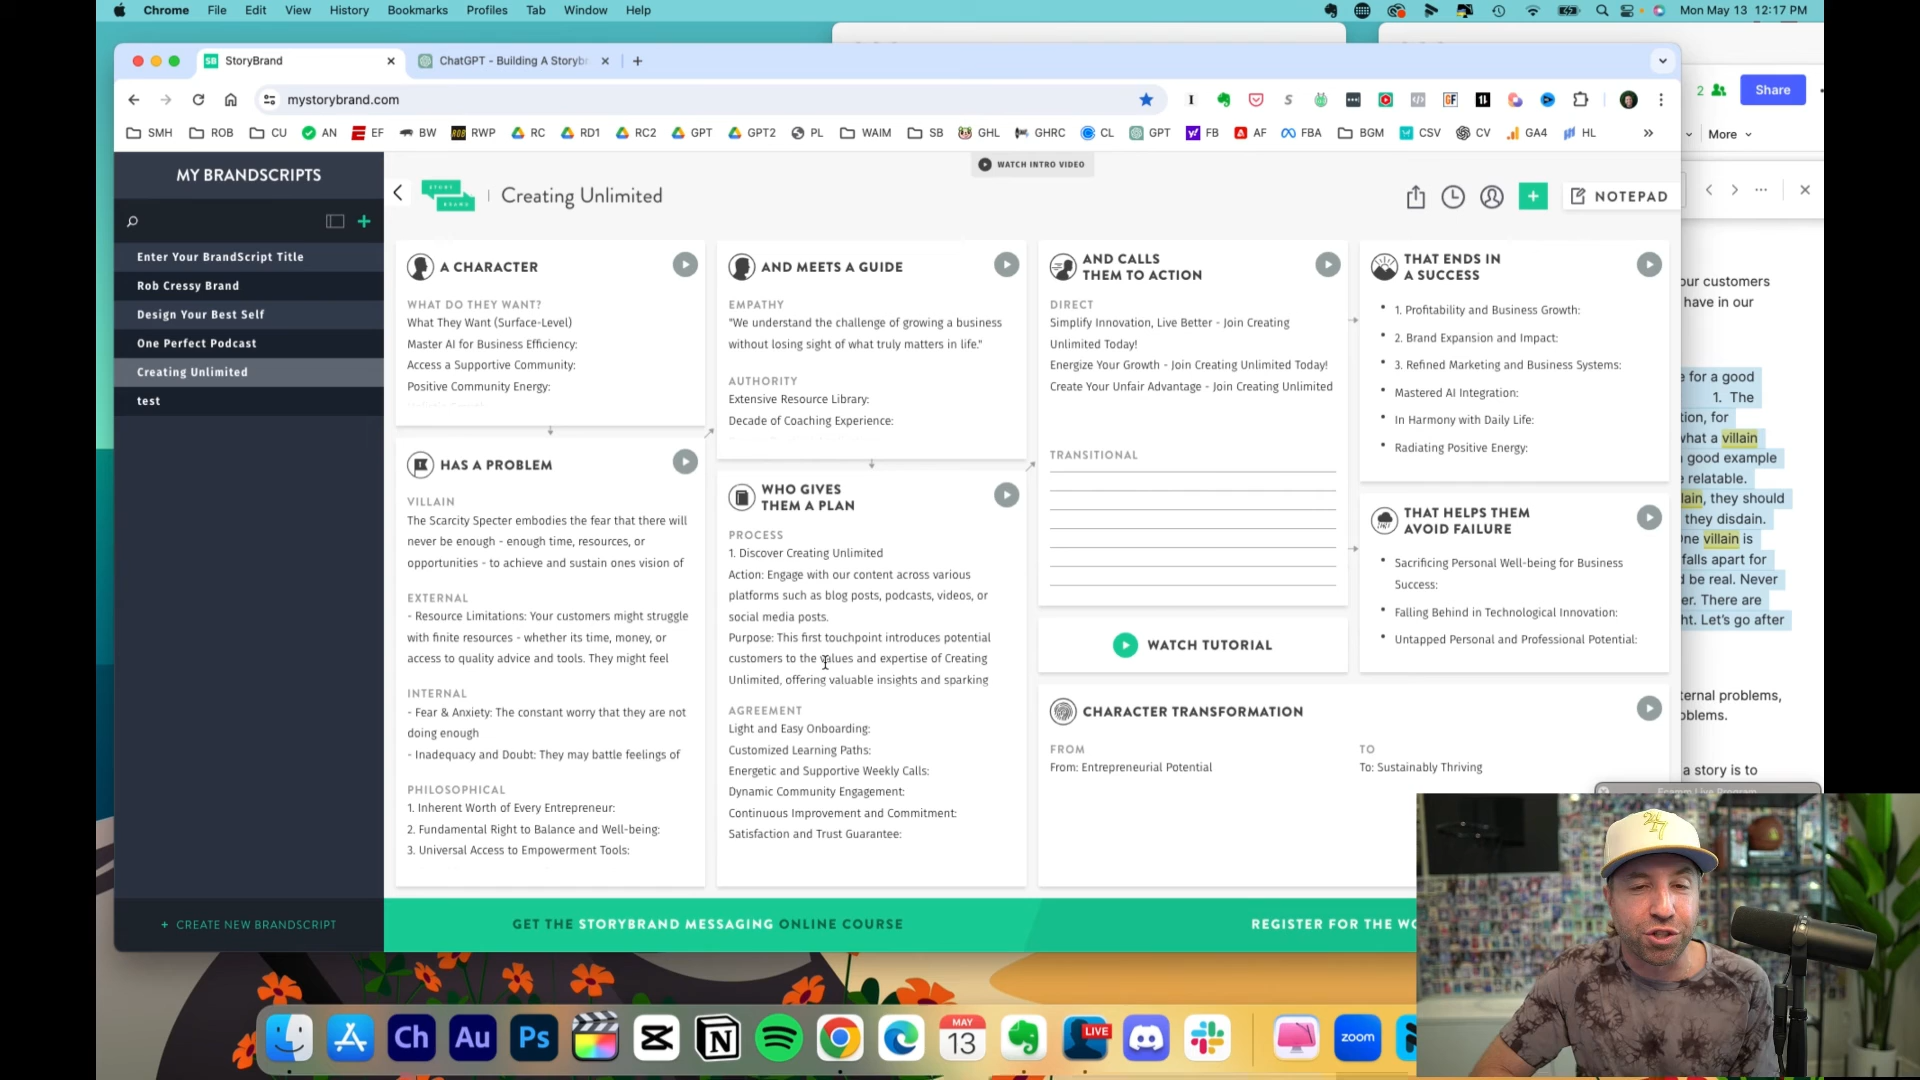 Chrome File Edit View History Bookmarks Profiles Tab Window Help
Mon May 13 12:17 PM
StoryBrand
ChatGPT - Building A Storyb
mystorybrand.com
2 Share
SMH ROB CU AN EF BW RWP RC RD1 RC2 GPT GPT2 PL WAIM SB GHL GHRC CL GPT FB AF FBA BGM CSV CV GA4 HL
More
MY BRANDSCRIPTS
Enter Your BrandScript Title
Rob Cressy Brand
Design Your Best Self
One Perfect Podcast
Creating Unlimited
test
+ CREATE NEW BRANDSCRIPT
WATCH INTRO VIDEO
STORY
BRAND
Creating Unlimited
NOTEPAD
A CHARACTER
WHAT DO THEY WANT?
What They Want (Surface-Level)
Master AI for Business Efficiency:
Access a Supportive Community:
Positive Community Energy:
HAS A PROBLEM
VILLAIN
The Scarcity Specter embodies the fear that there will
never be enough - enough time, resources, or
opportunities - to achieve and sustain ones vision of
EXTERNAL
- Resource Limitations: Your customers might struggle
with finite resources - whether its time, money, or
access to quality advice and tools. They might feel
INTERNAL
- Fear & Anxiety: The constant worry that they are not
doing enough
- Inadequacy and Doubt: They may battle feelings of
PHILOSOPHICAL
1. Inherent Worth of Every Entrepreneur:
2. Fundamental Right to Balance and Well-being:
3. Universal Access to Empowerment Tools:
AND MEETS A GUIDE
EMPATHY
"We understand the challenge of growing a business
without losing sight of what truly matters in life."
AUTHORITY
Extensive Resource Library:
Decade of Coaching Experience:
WHO GIVES
THEM A PLAN
PROCESS
1. Discover Creating Unlimited
Action: Engage with our content across various
platforms such as blog posts, podcasts, videos, or
social media posts.
Purpose: This first touchpoint introduces potential
customers to the values and expertise of Creating
Unlimited, offering valuable insights and sparking
AGREEMENT
Light and Easy Onboarding:
Customized Learning Paths:
Energetic and Supportive Weekly Calls:
Dynamic Community Engagement:
Continuous Improvement and Commitment:
Satisfaction and Trust Guarantee:
AND CALLS
THEM TO ACTION
DIRECT
Simplify Innovation, Live Better - Join Creating
Unlimited Today!
Energize Your Growth - Join Creating Unlimited Today!
Create Your Unfair Advantage - Join Creating Unlimited
TRANSITIONAL
WATCH TUTORIAL
THAT ENDS IN
A SUCCESS
1. Profitability and Business Growth:
2. Brand Expansion and Impact:
3. Refined Marketing and Business Systems:
Mastered AI Integration:
In Harmony with Daily Life:
Radiating Positive Energy:
THAT HELPS THEM
AVOID FAILURE
Sacrificing Personal Well-being for Business
Success:
Falling Behind in Technological Innovation:
Untapped Personal and Professional Potential:
CHARACTER TRANSFORMATION
FROM
From: Entrepreneurial Potential
TO
To: Sustainably Thriving
GET THE STORYBRAND MESSAGING ONLINE COURSE
REGISTER FOR THE WO
our customers
have in our
e for a good
1. The
tion, for
what a villain
good example
relatable.
lain, they should
they disdain.
One villain is
falls apart for
d be real. Never
er. There are
ht. Let's go after
ternal problems,
oblems.
a story is to
Ecamm Live Program
Ch Au Ps
MAY
13
LIVE
zoom
24/7